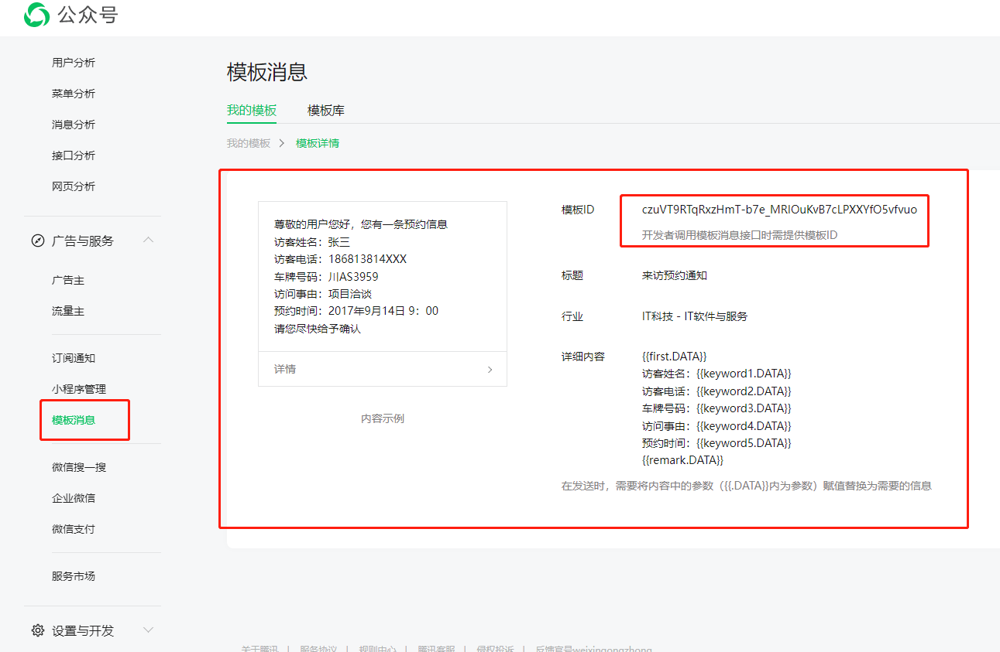 公众号
用户分析
菜单分析
消息分析
接口分析
网页分析
广告与服务
广告主
流量主
订阅通知
小程序管理
模板消息
微信搜一搜
企业微信
微信支付
服务市场
设置与开发
模板消息
我的模板 模板库
我的模板 > 模板详情
尊敬的用户您好，您有一条预约信息
访客姓名：张三
访客电话：186813814XXX
车牌号码：川AS3959
访问事由：项目洽谈
预约时间：2017年9月14日 9：00
请您尽快给予确认
详情
内容示例
模板ID czuVT9RTqRxzHmT-b7e_MRIOuKvB7cLPXXYfO5vfvuo
开发者调用模板消息接口时需提供模板ID
标题 来访预约通知
行业 IT科技 - IT软件与服务
详细内容 {{first.DATA}}
访客姓名：{{keyword1.DATA}}
访客电话：{{keyword2.DATA}}
车牌号码：{{keyword3.DATA}}
访问事由：{{keyword4.DATA}}
预约时间：{{keyword5.DATA}}
{{remark.DATA}}
在发送时，需要将内容中的参数（{{.DATA}}内为参数）赋值替换为需要的信息
关于腾讯 | 服务协议 | 规则中心 | 腾讯客服 | 侵权投诉 | 反馈官号weixingongzhong